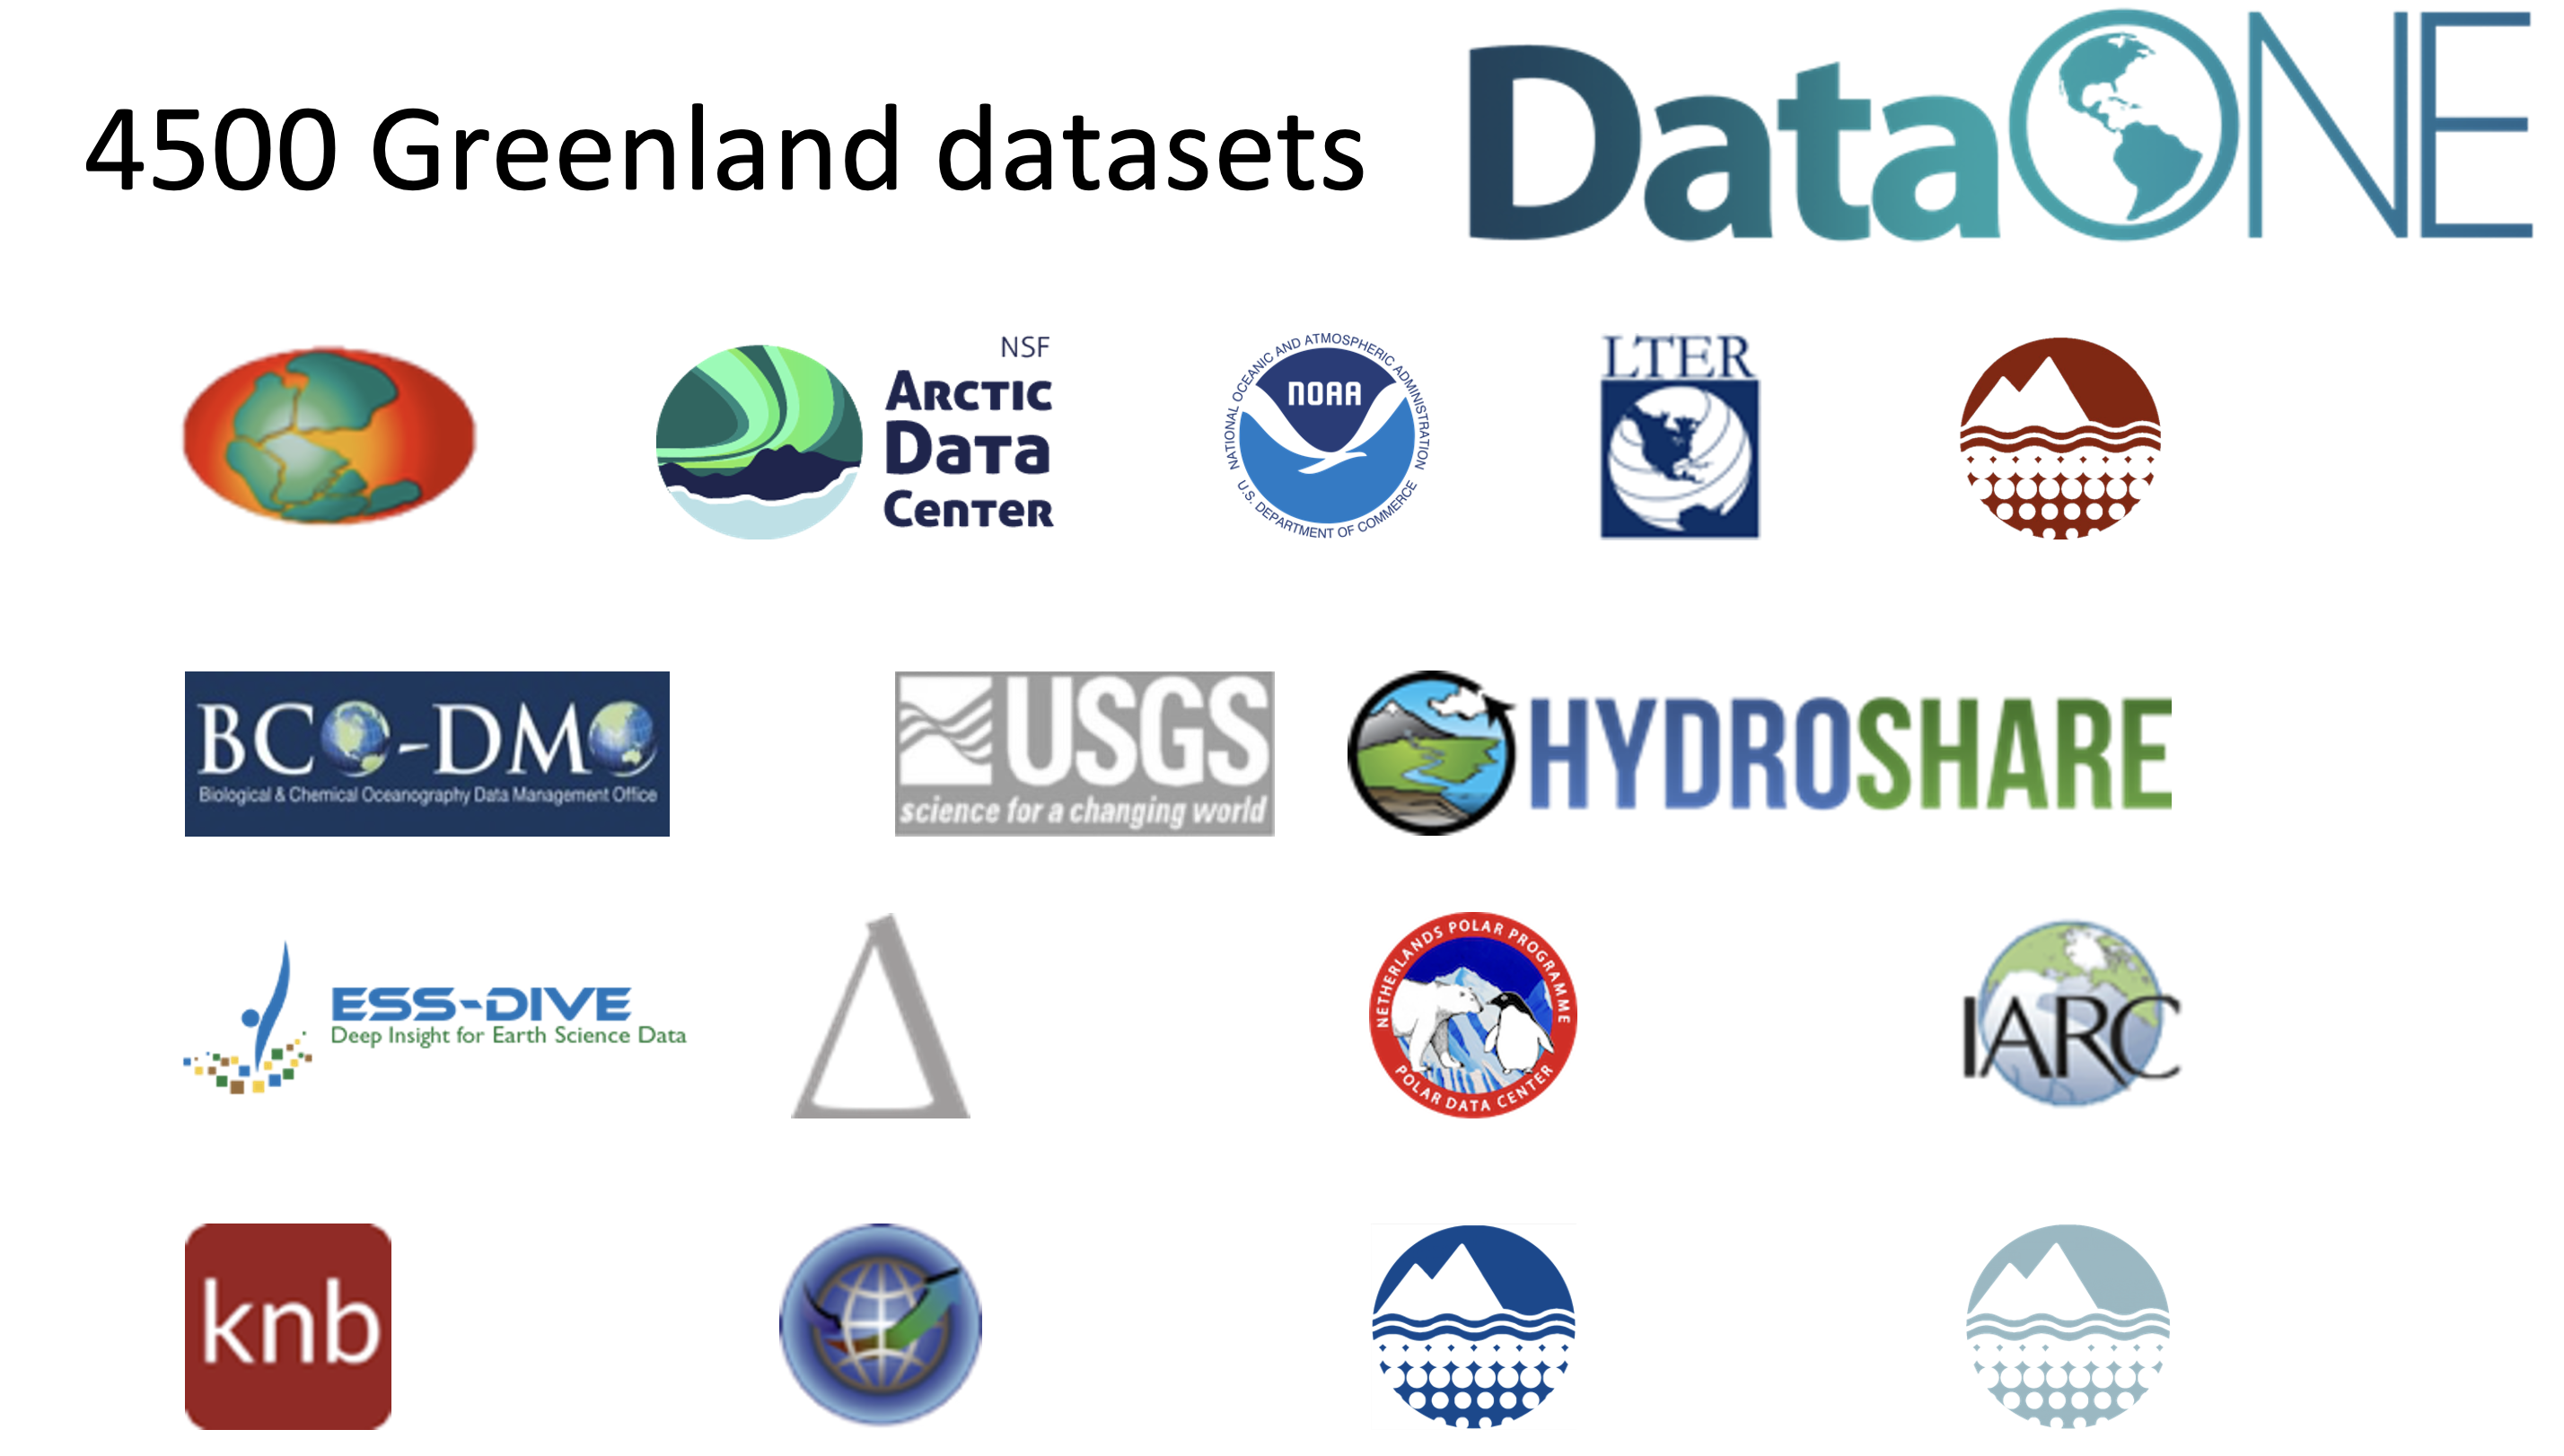 4500 Greenland datasets
DataONE
NSF
ARCTIC
DATA
CENTER
NATIONAL OCEANIC AND ATMOSPHERIC ADMINISTRATION
NOAA
U.S. DEPARTMENT OF COMMERCE
LTER
BCO-DMO
Biological & Chemical Oceanography Data Management Office
USGS
science for a changing world
HYDROSHARE
ESS-DIVE
Deep Insight for Earth Science Data
NETHERLANDS POLAR PROGRAMME
POLAR DATA CENTER
IARC
knb